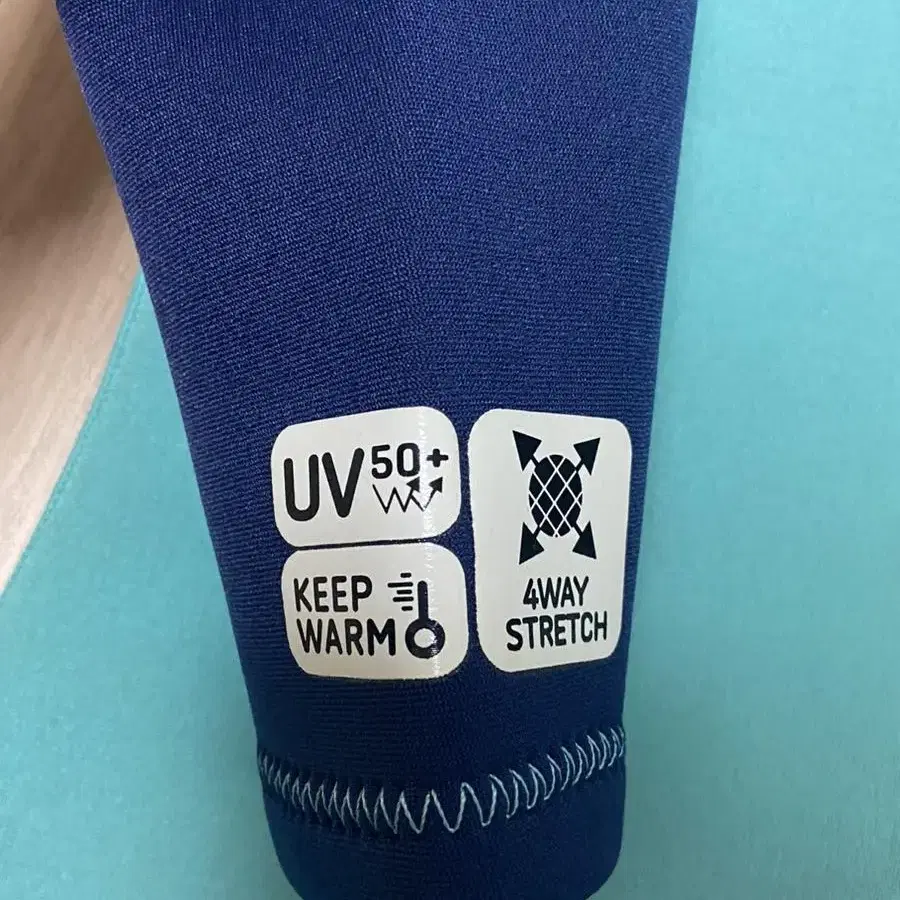 UV 50+
KEEP
WARM
4WAY
STRETCH